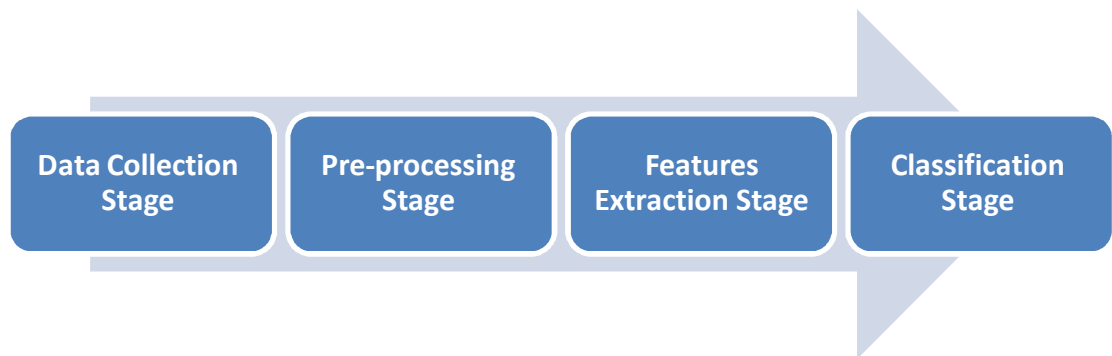 Data Collection
Stage
Pre-processing
Stage
Features
Extraction Stage
Classification
Stage